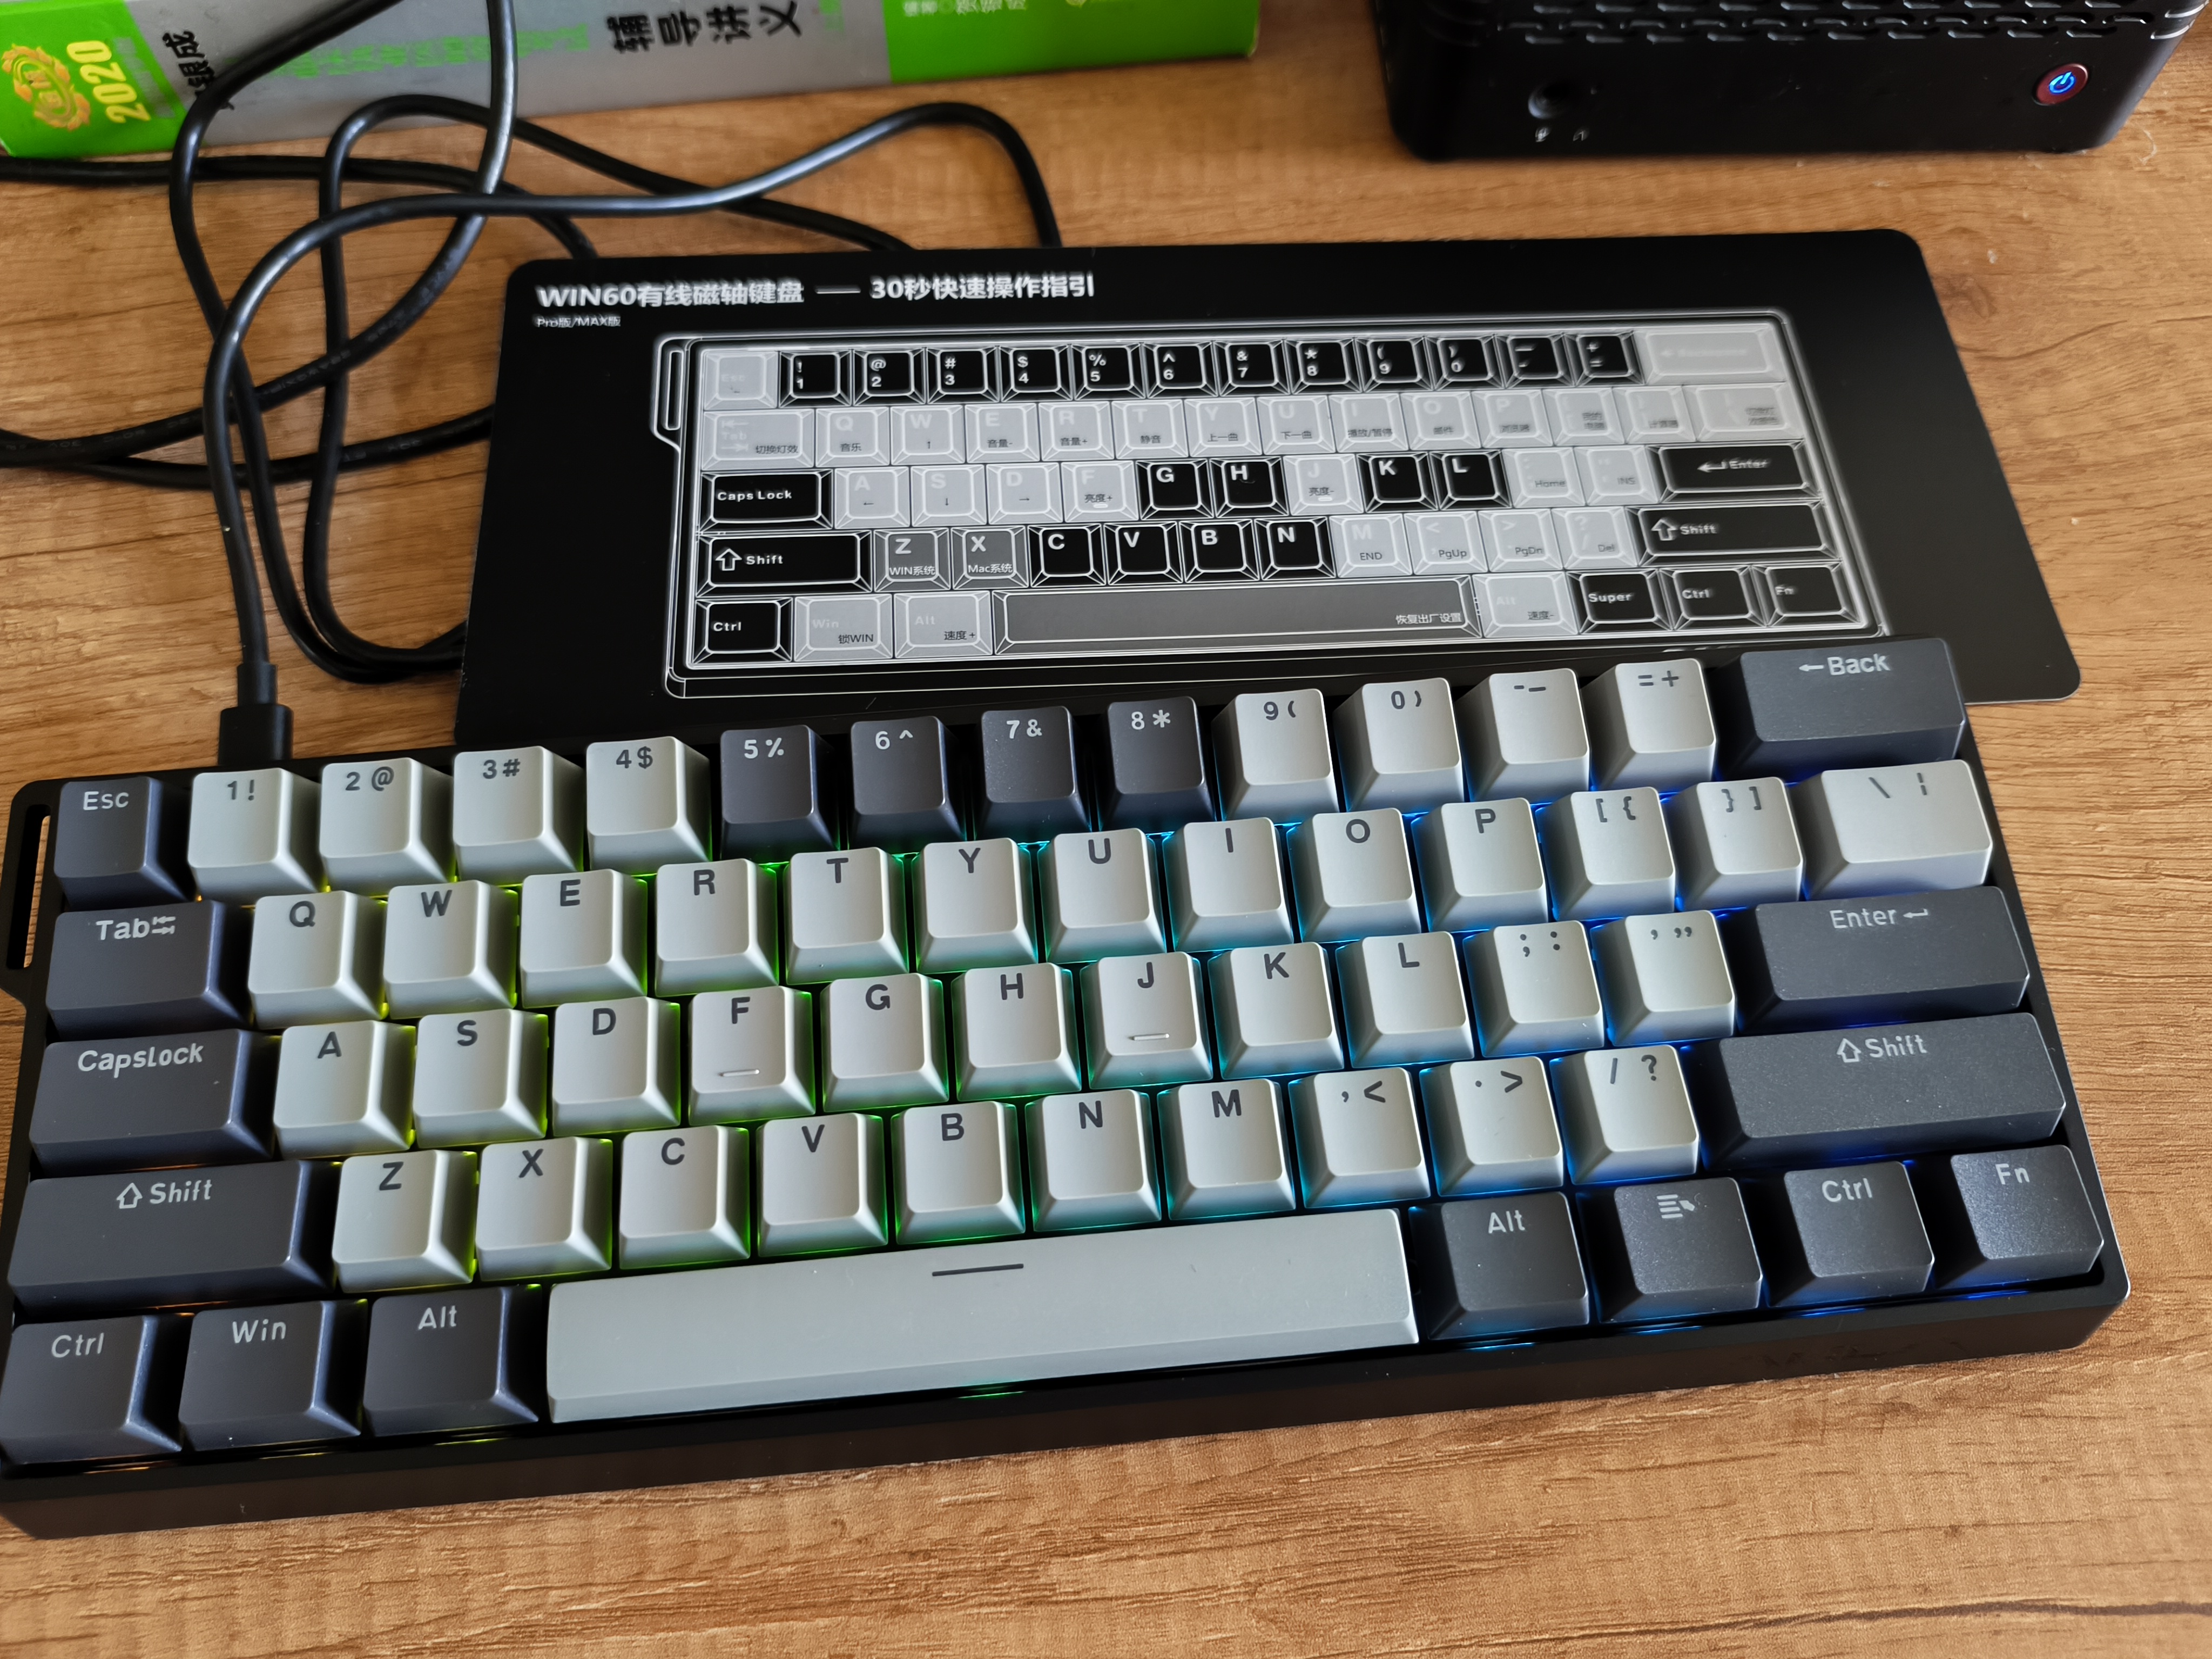 2020
辅导讲义
WIN60有线磁轴键盘 — 30秒快速操作指引
Pro版/MAX版
Esc ! 1 @ 2 # 3 $ 4 % 5 ^ 6 & 7 * 8 ( 9 ) 0 — + =
Tab 切换灯效 Q 音乐 W ↑ E 音量- R 音量+ T 静音 Y 上一曲 U 下一曲 I 播放/暂停 O 邮件 P 浏览器
Caps Lock A ← S ↓ D → F 亮度+ G H J 亮度- K L Home INS Enter
Shift Z WIN系统 X Mac系统 C V B N M END < PgUp > PgDn ? Del Shift
Ctrl Win 锁WIN Alt 速度+ 恢复出厂设置 Alt 速度- Super Ctrl Fn
Esc 1! 2@ 3# 4$ 5% 6^ 7& 8* 9( 0) -— =+ ←Back
Tab Q W E R T Y U I O P [{ }] \ ¦
CapsLock A S D F G H J K L ;: ’” Enter
Shift Z X C V B N M ,< .> /? Shift
Ctrl Win Alt — Alt Ctrl Fn